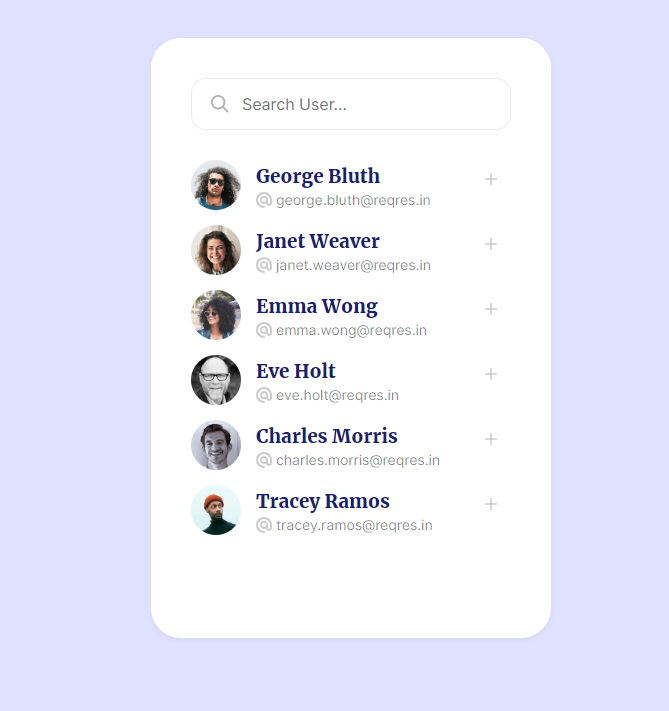 Search User...
George Bluth
george.bluth@reqres.in
Janet Weaver
janet.weaver@reqres.in
Emma Wong
emma.wong@reqres.in
Eve Holt
eve.holt@reqres.in
Charles Morris
charles.morris@reqres.in
Tracey Ramos
tracey.ramos@reqres.in